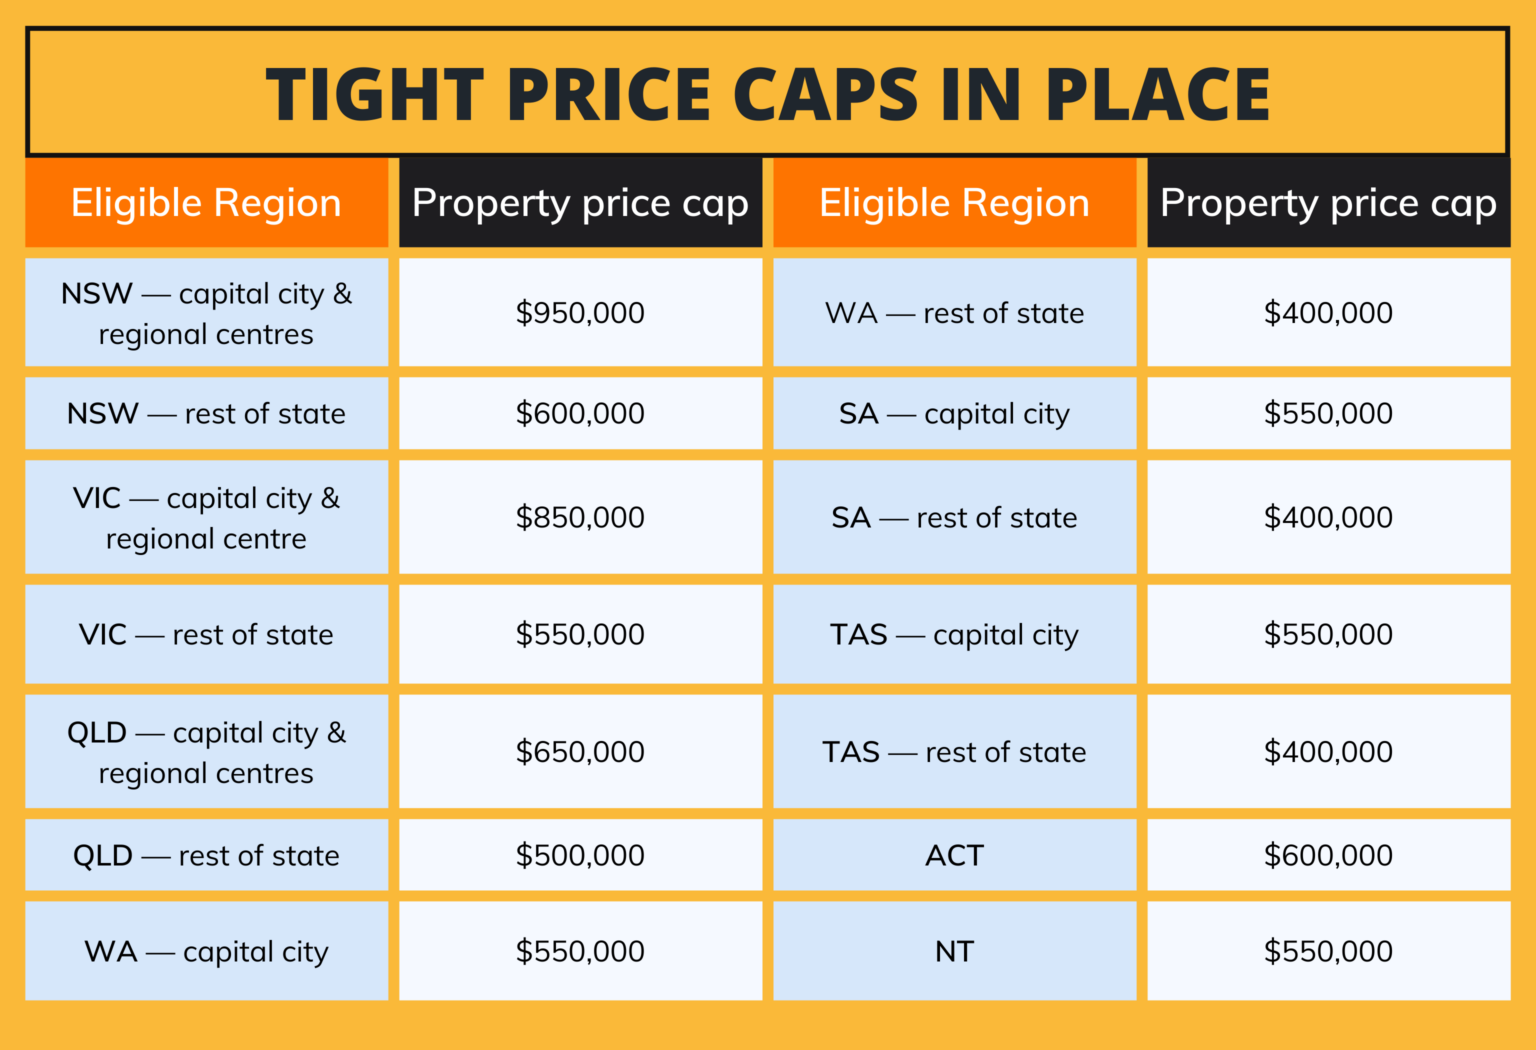 TIGHT PRICE CAPS IN PLACE
Eligible Region
Property price cap
Eligible Region
Property price cap
NSW — capital city &
regional centres
$950,000
WA — rest of state
$400,000
NSW — rest of state
$600,000
SA — capital city
$550,000
VIC — capital city &
regional centre
$850,000
SA — rest of state
$400,000
VIC — rest of state
$550,000
TAS — capital city
$550,000
QLD — capital city &
regional centres
$650,000
TAS — rest of state
$400,000
QLD — rest of state
$500,000
ACT
$600,000
WA — capital city
$550,000
NT
$550,000